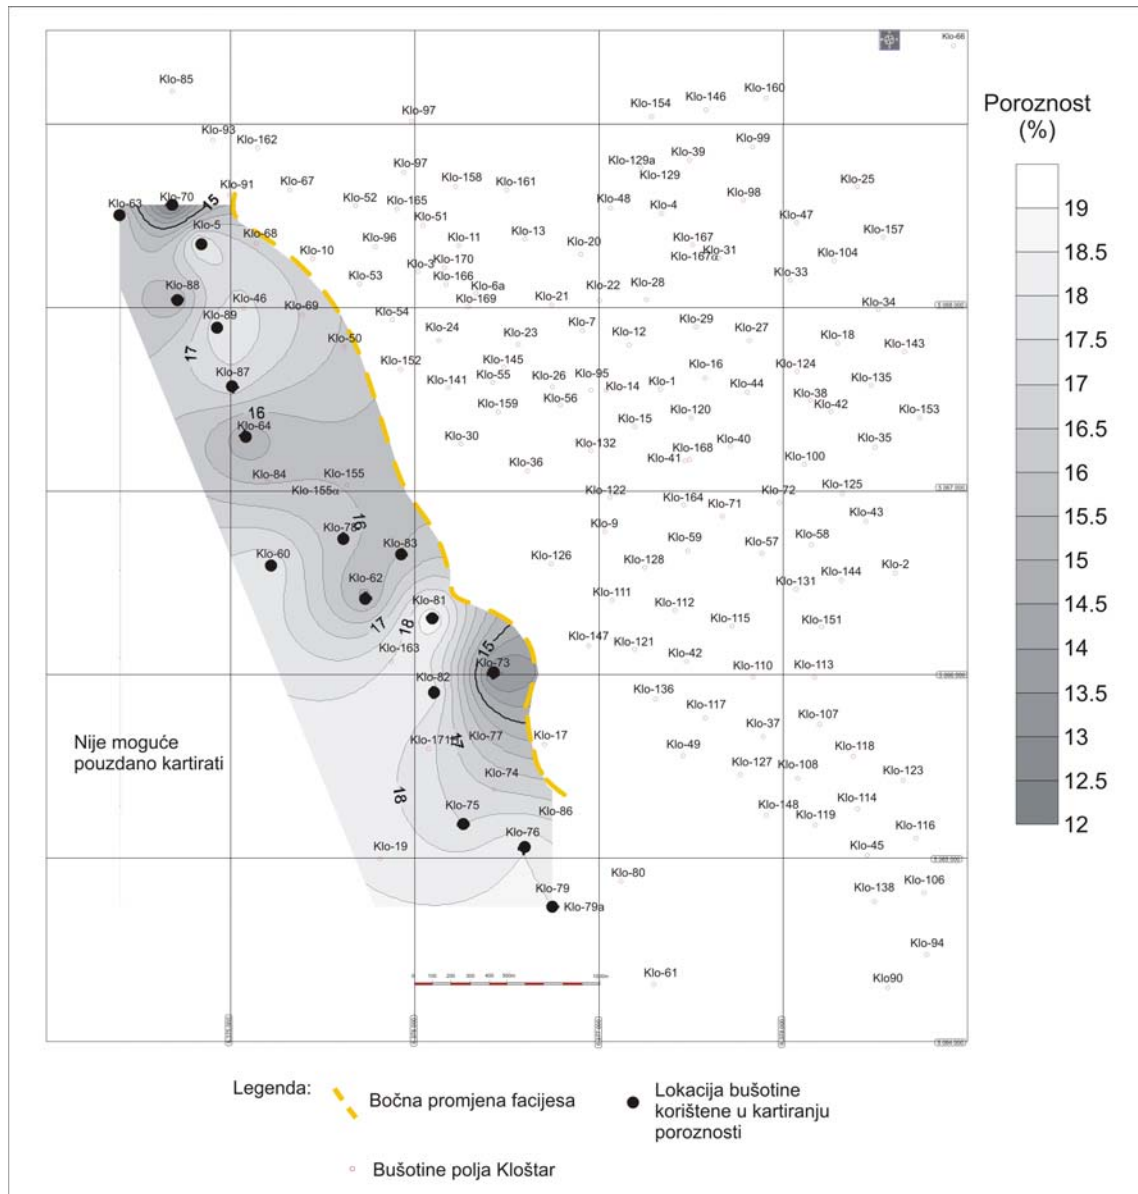 Klo-66
Klo-85
Klo-160
Klo-146
Klo-154
Klo-97
Klo-93
Klo-162
Klo-99
Klo-39
Klo-129a
Klo-129
Klo-97
Klo-158
Klo-161
Klo-67
Klo-91
Klo-25
Klo-98
Klo-63
Klo-70
15
Klo-52
Klo-165
Klo-48
Klo-4
Klo-51
Klo-47
Klo-5
Klo-68
Klo-10
Klo-96
Klo-11
Klo-13
Klo-20
Klo-167
Klo-31
Klo-167a
Klo-157
Klo-104
Klo-3
Klo-170
Klo-53
Klo-166
Klo-6a
Klo-169
Klo-33
Klo-88
Klo-46
Klo-69
Klo-21
Klo-22
Klo-28
Klo-34
Klo-89
Klo-54
Klo-24
Klo-23
Klo-7
Klo-12
Klo-29
Klo-27
Klo-18
Klo-143
17
Klo-50
Klo-152
Klo-145
Klo-87
Klo-141
Klo-55
Klo-26
Klo-95
Klo-14
Klo-1
Klo-16
Klo-44
Klo-124
Klo-135
Klo-38
Klo-42
Klo-153
Klo-159
Klo-56
16
Klo-64
Klo-30
Klo-15
Klo-120
Klo-132
Klo-40
Klo-168
Klo-41
Klo-35
Klo-100
Klo-36
Klo-84
Klo-155
Klo-155a
Klo-122
Klo-164
Klo-72
Klo-71
Klo-125
Klo-43
16
Klo-78
Klo-83
Klo-9
Klo-59
Klo-57
Klo-58
Klo-60
Klo-126
Klo-128
Klo-2
Klo-144
Klo-131
Klo-62
Klo-81
Klo-111
Klo-112
Klo-115
Klo-151
17
18
Klo-163
15
Klo-73
Klo-147
Klo-121
Klo-42
Klo-110
Klo-113
Klo-82
Klo-136
Klo-117
Klo-107
Klo-37
Klo-171
17
Klo-77
Klo-17
Klo-49
Klo-118
Klo-74
Klo-127
Klo-108
Klo-123
18
Klo-75
Klo-86
Klo-148
Klo-119
Klo-114
Klo-76
Klo-116
Klo-19
Klo-45
Klo-80
Klo-79
Klo-79a
Klo-138
Klo-106
Klo-94
Klo-61
Klo90
Nije moguće
pouzdano kartirati
Poroznost
(%)
19
18.5
18
17.5
17
16.5
16
15.5
15
14.5
14
13.5
13
12.5
12
Legenda:
Bočna promjena facijesa
Lokacija bušotine
korištene u kartiranju
poroznosti
Bušotine polja Kloštar